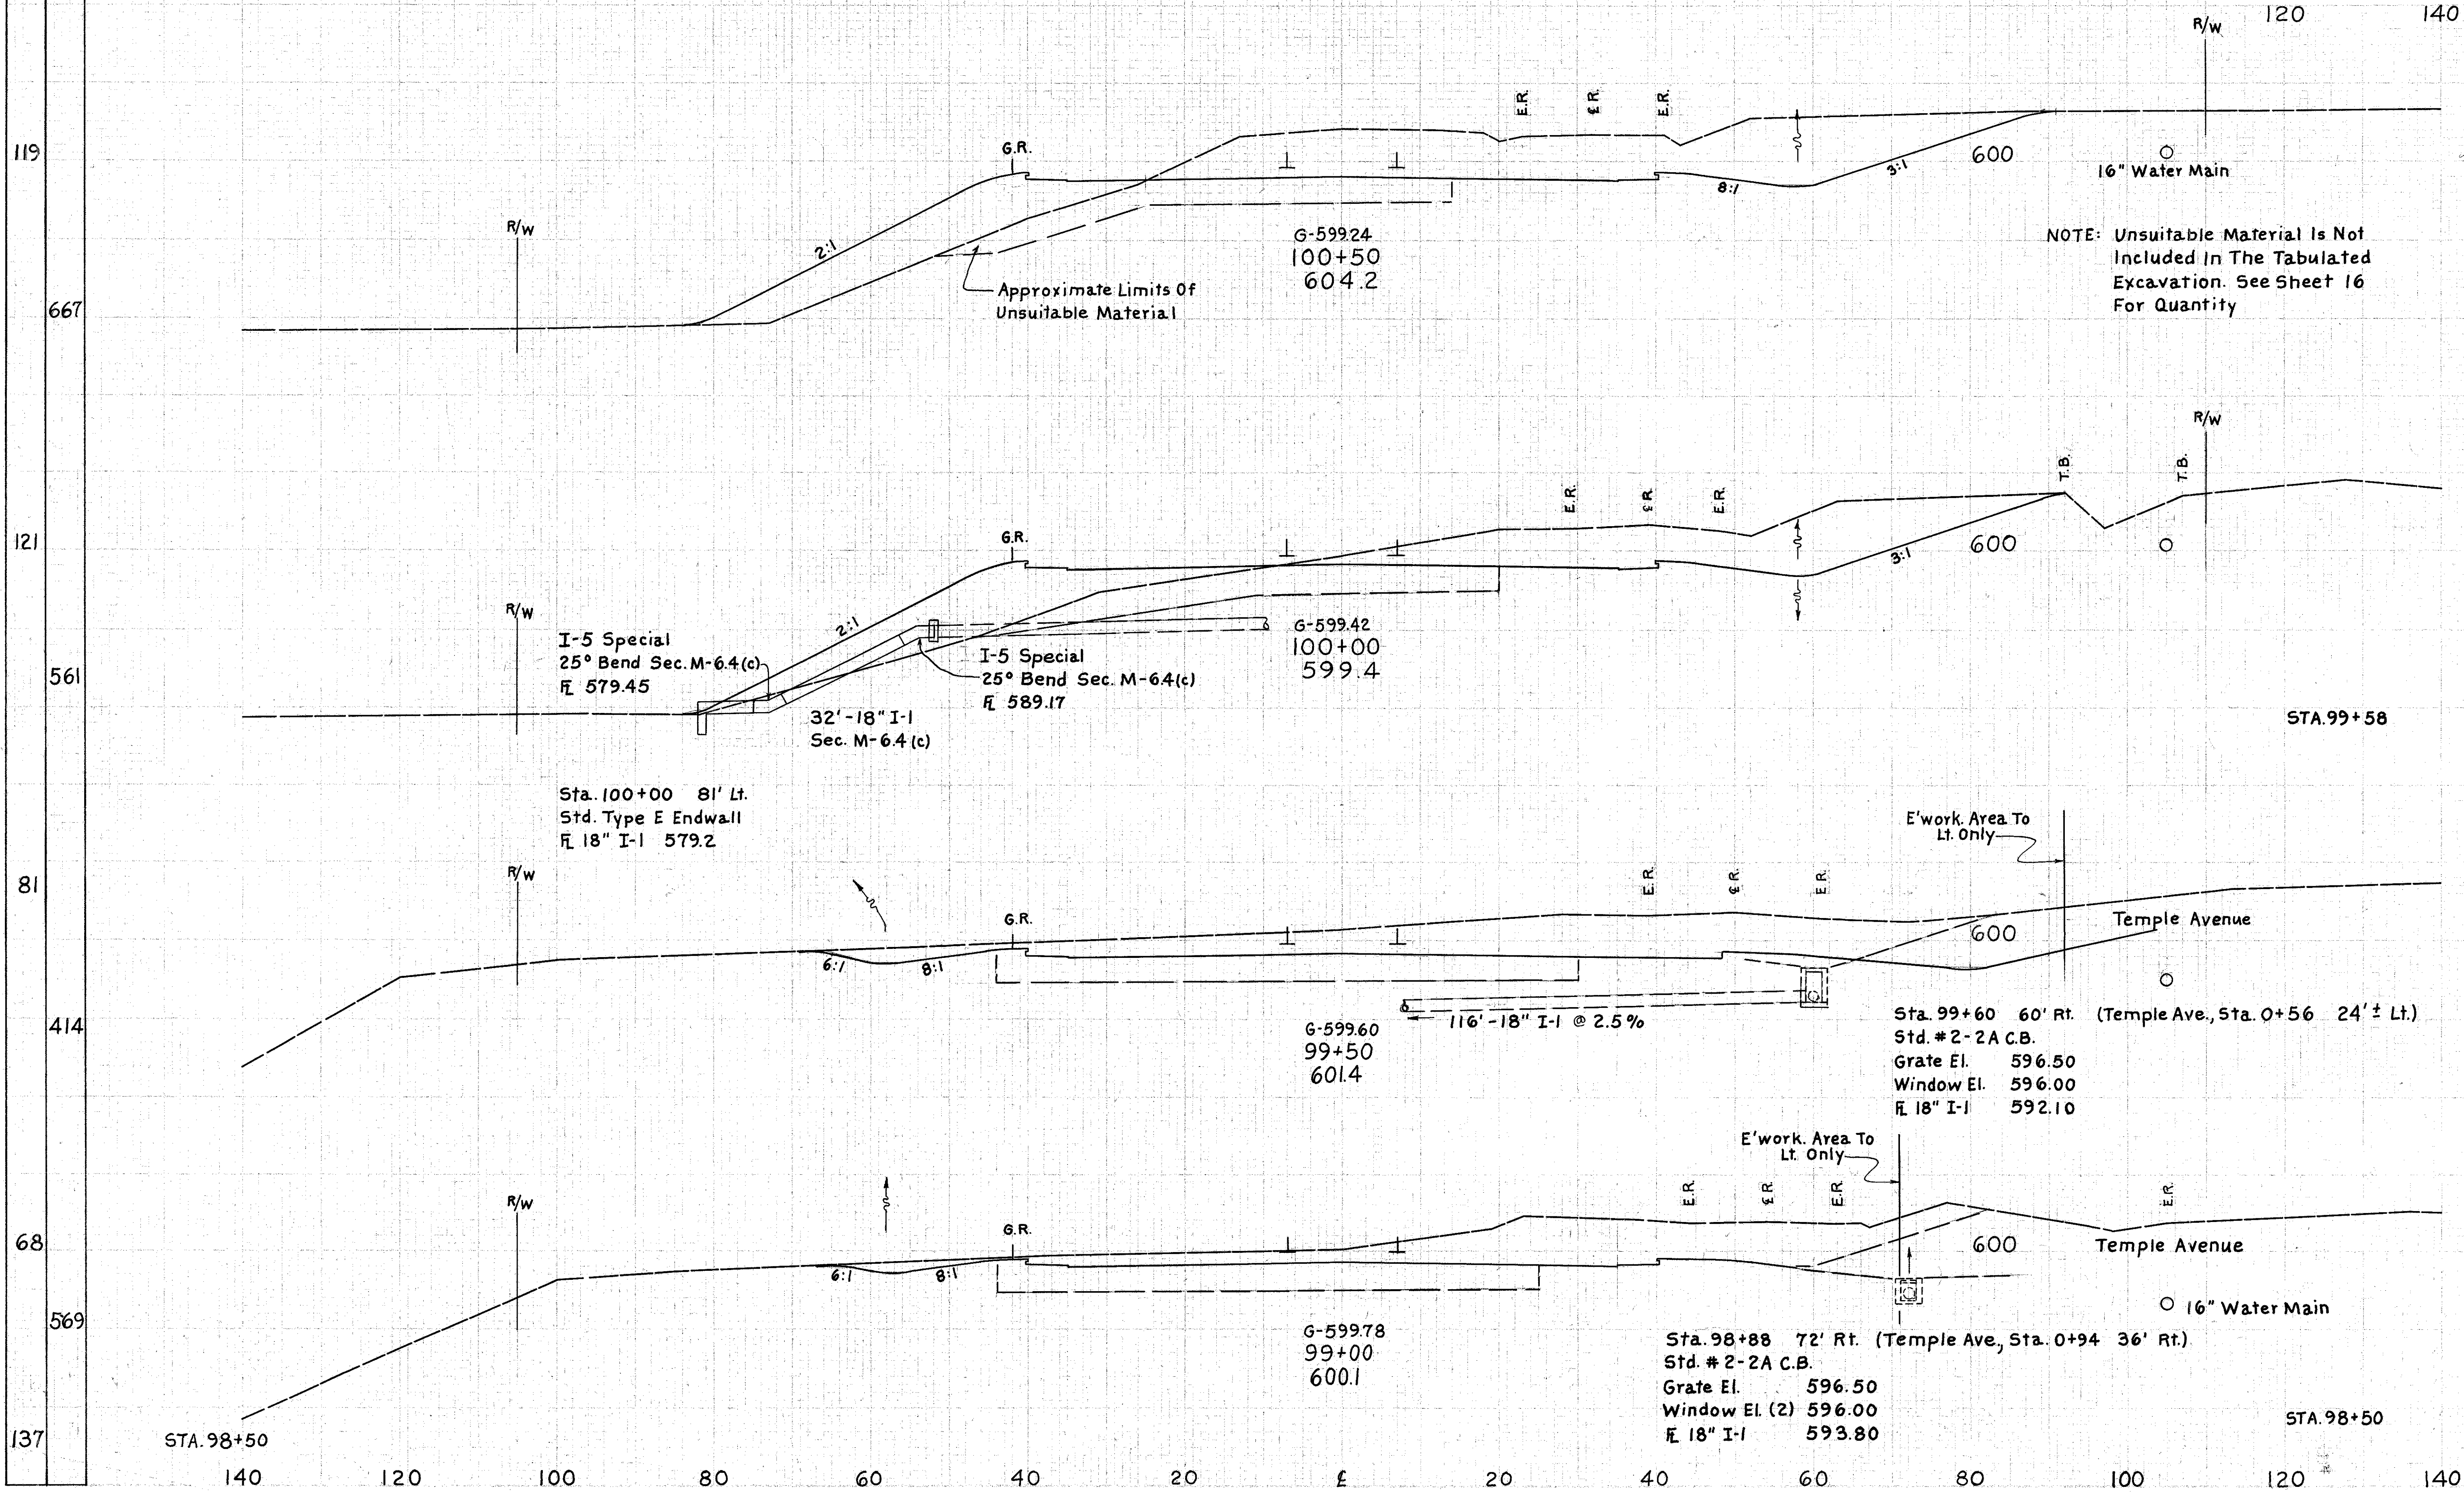 120 140
R/W
E.R. ₵R. E.R.
119
G.R.
600
3:1
16" Water Main
8:1
R/W
2:1
G-599.24
100+50
604.2
NOTE: Unsuitable Material Is Not
Included In The Tabulated
Excavation. See Sheet 16
For Quantity
Approximate Limits Of
Unsuitable Material
667
R/W
T.B. T.B.
E.R. ₵R. E.R.
121
G.R.
600
3:1
R/W
2:1
I-5 Special
25° Bend Sec. M-6.4(c)
FL 579.45
G-599.42
100+00
599.4
I-5 Special
25° Bend Sec. M-6.4(c)
FL 589.17
561
32'-18" I-1
Sec. M-6.4(c)
STA. 99+58
Sta. 100+00 81' Lt.
Std. Type E Endwall
FL 18" I-1 579.2
E'work. Area To
Lt. Only
R/W
81
E.R. ₵R. E.R.
G.R.
Temple Avenue
600
6:1 8:1
414
116'-18" I-1 @ 2.5%
G-599.60
99+50
601.4
Sta. 99+60 60' Rt. (Temple Ave., Sta. 0+56 24'± Lt.)
Std. #2-2A C.B.
Grate El. 596.50
Window El. 596.00
FL 18" I-1 592.10
E'work. Area To
Lt. Only
R/W
E.R. ₵R. E.R. E.R.
68
G.R.
600
Temple Avenue
6:1 8:1
569
16" Water Main
G-599.78
99+00
600.1
Sta. 98+88 72' Rt. (Temple Ave., Sta. 0+94 36' Rt.)
Std. #2-2A C.B.
Grate El. 596.50
Window El. (2) 596.00
FL 18" I-1 593.80
137
STA. 98+50
STA. 98+50
140 120 100 80 60 40 20 ₵ 20 40 60 80 100 120 140